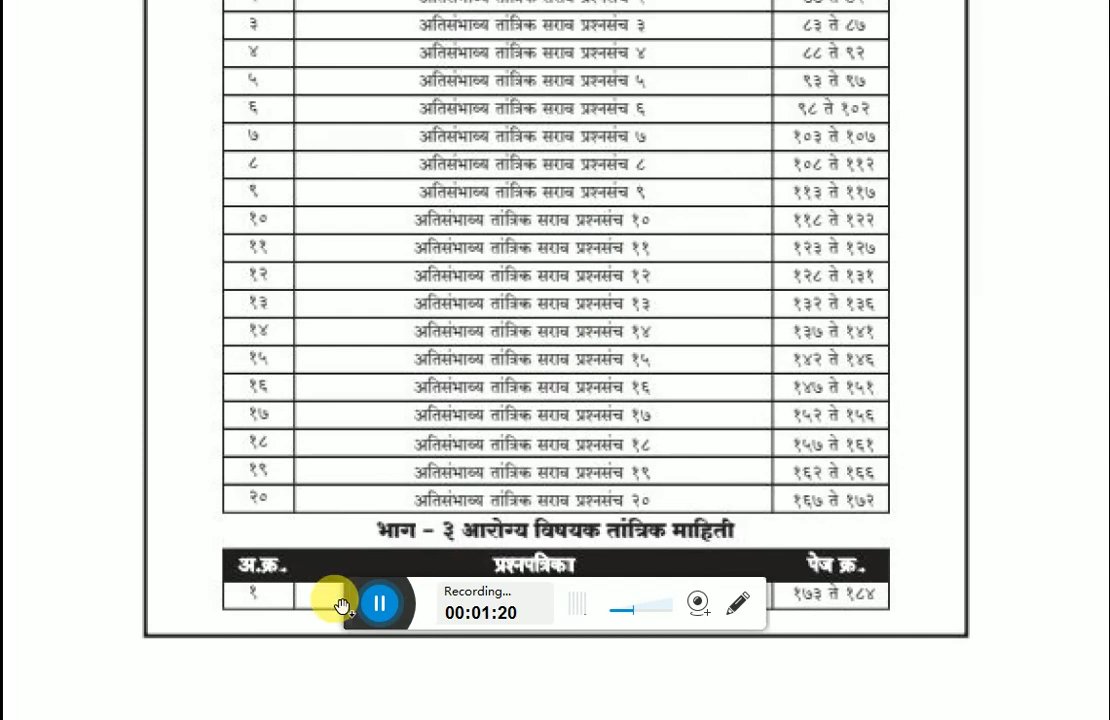 ३ अतिसंभाव्य तांत्रिक सराव प्रश्नसंच ३ ८३ ते ८७
४ अतिसंभाव्य तांत्रिक सराव प्रश्नसंच ४ ८८ ते ९२
५ अतिसंभाव्य तांत्रिक सराव प्रश्नसंच ५ ९३ ते ९७
६ अतिसंभाव्य तांत्रिक सराव प्रश्नसंच ६ ९८ ते १०२
७ अतिसंभाव्य तांत्रिक सराव प्रश्नसंच ७ १०३ ते १०७
८ अतिसंभाव्य तांत्रिक सराव प्रश्नसंच ८ १०८ ते ११२
९ अतिसंभाव्य तांत्रिक सराव प्रश्नसंच ९ ११३ ते ११७
१० अतिसंभाव्य तांत्रिक सराव प्रश्नसंच १० ११८ ते १२२
११ अतिसंभाव्य तांत्रिक सराव प्रश्नसंच ११ १२३ ते १२७
१२ अतिसंभाव्य तांत्रिक सराव प्रश्नसंच १२ १२८ ते १३१
१३ अतिसंभाव्य तांत्रिक सराव प्रश्नसंच १३ १३२ ते १३६
१४ अतिसंभाव्य तांत्रिक सराव प्रश्नसंच १४ १३७ ते १४१
१५ अतिसंभाव्य तांत्रिक सराव प्रश्नसंच १५ १४२ ते १४६
१६ अतिसंभाव्य तांत्रिक सराव प्रश्नसंच १६ १४७ ते १५१
१७ अतिसंभाव्य तांत्रिक सराव प्रश्नसंच १७ १५२ ते १५६
१८ अतिसंभाव्य तांत्रिक सराव प्रश्नसंच १८ १५७ ते १६१
१९ अतिसंभाव्य तांत्रिक सराव प्रश्नसंच १९ १६२ ते १६६
२० अतिसंभाव्य तांत्रिक सराव प्रश्नसंच २० १६७ ते १७२
भाग - ३ आरोग्य विषयक तांत्रिक माहिती
अ.क्र. प्रश्नपत्रिका पेज क्र.
१ १७३ ते १८४
Recording...
00:01:20